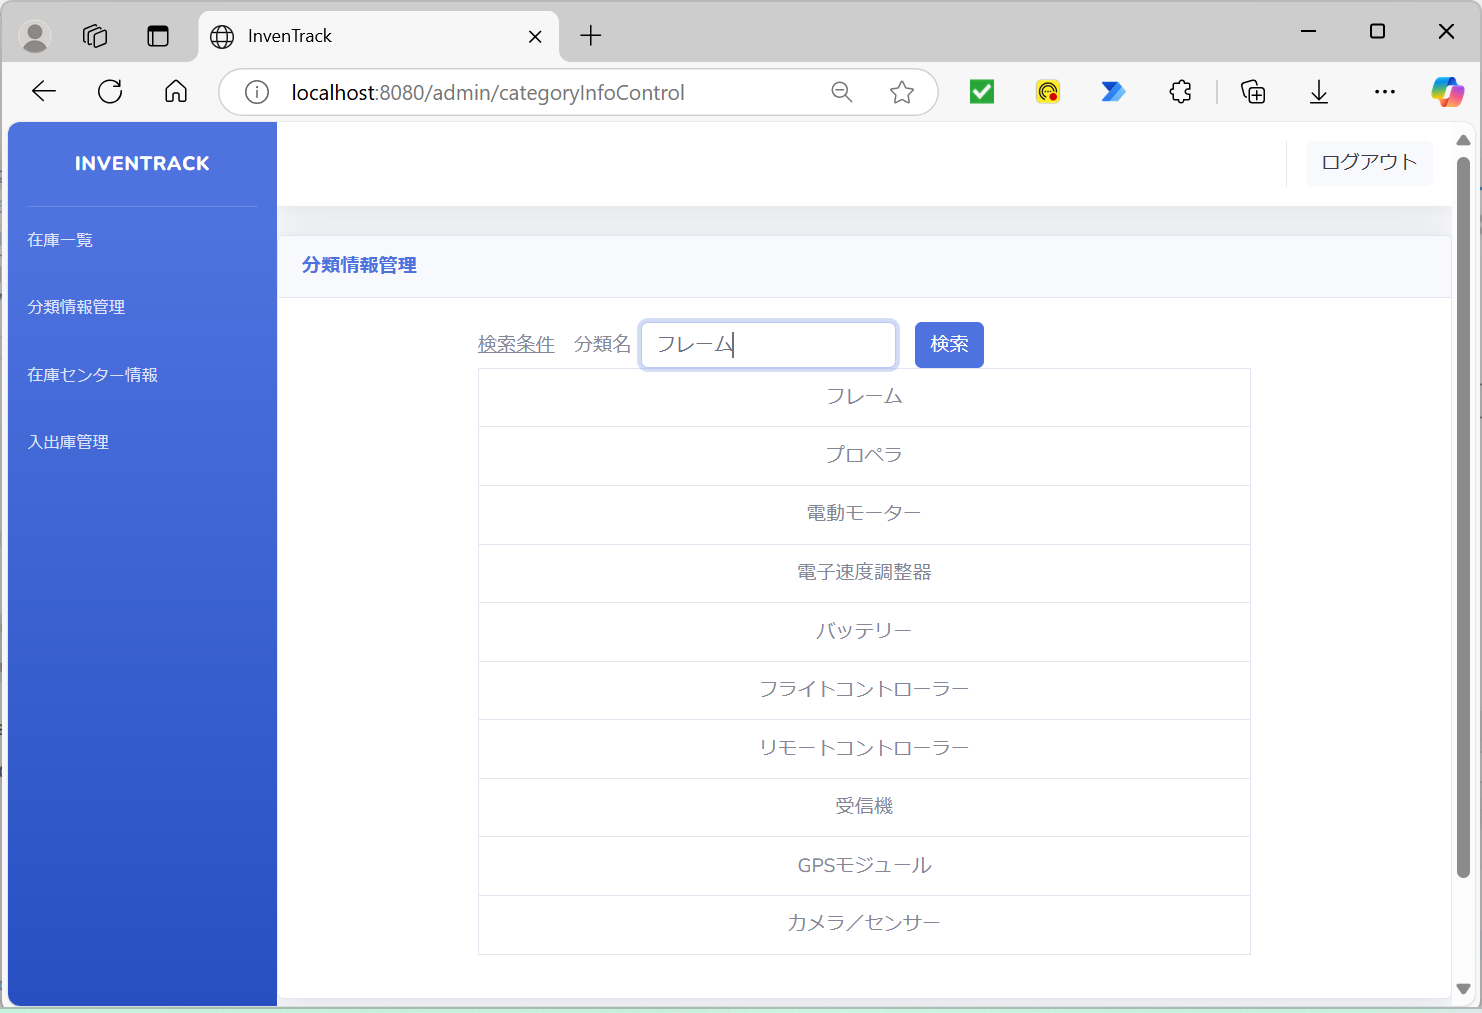 InvenTrack
localhost:8080/admin/categoryInfoControl
INVENTRACK
ログアウト
在庫一覧
分類情報管理
在庫センター情報
入出庫管理
分類情報管理
検索条件 分類名 フレーム 検索
フレーム
プロペラ
電動モーター
電子速度調整器
バッテリー
フライトコントローラー
リモートコントローラー
受信機
GPSモジュール
カメラ／センサー